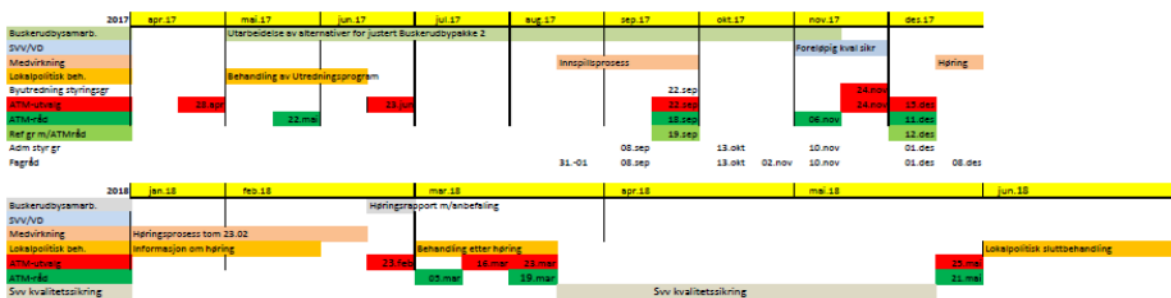 2017 apr.17 mai.17 jun.17 jul.17 aug.17 sep.17 okt.17 nov.17 des.17
Buskerudbysamarb. Utarbeidelse av alternativer for justert Buskerudbypakke 2
SVV/VD Foreløpig kval sikr
Medvirkning Innspillsprosess Høring
Lokalpolitisk beh. Behandling av Utredningsprogram
Byutredning styringsgr 22.sep 24.nov
ATM-utvalg 28.apr 23.jun 22.sep 24.nov 15.des
ATM-råd 22.mai 18.sep 06.nov 11.des
Ref gr m/ATMråd 19.sep 12.des
Adm styr gr 08.sep 13.okt 10.nov 01.des
Fagråd 31.-01 08.sep 13.okt 02.nov 10.nov 01.des 08.des
2018 jan.18 feb.18 mar.18 apr.18 mai.18 jun.18
Buskerudbysamarb. Høringsrapport m/anbefaling
SVV/VD
Medvirkning Høringsprosess tom 23.02
Lokalpolitisk beh. Informasjon om høring Behandling etter høring Lokalpolitisk sluttbehandling
ATM-utvalg 23.feb 16.mar 23.mar 25.mai
ATM-råd 05.mar 19.mar 21.mai
Svv kvalitetssikring Svv kvalitetssikring